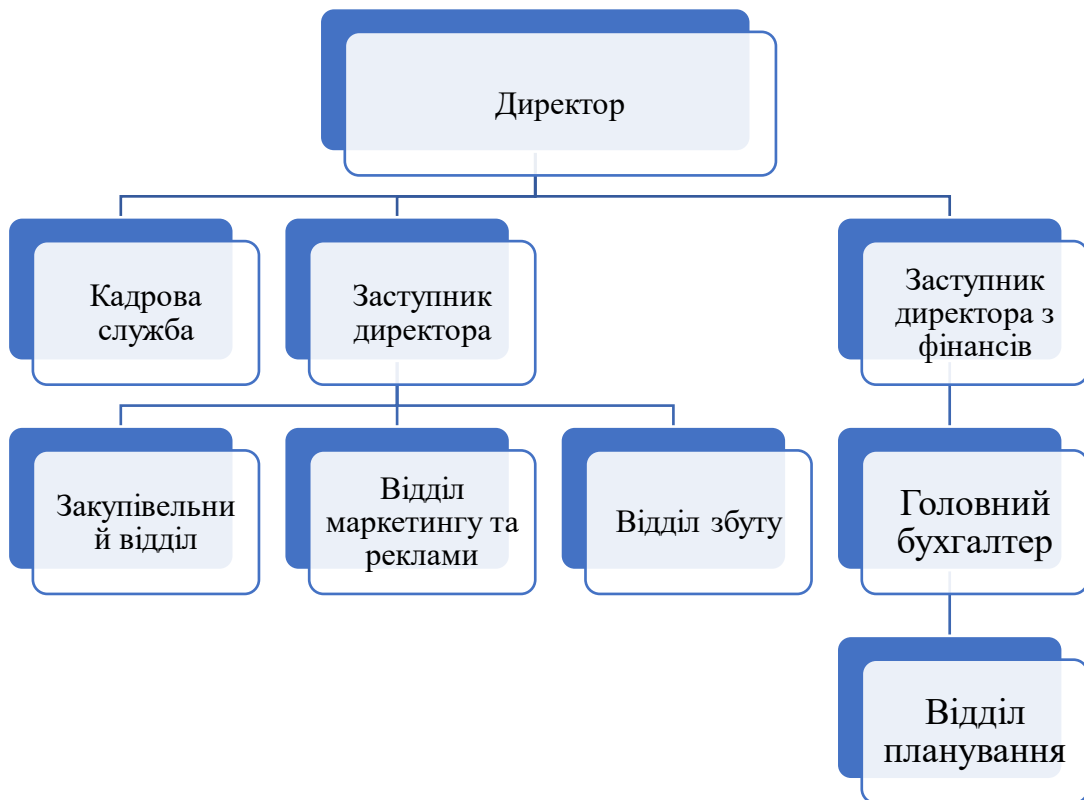 Директор
Кадрова
служба
Заступник
директора
Заступник
директора з
фінансів
Закупівельни
й відділ
Відділ
маркетингу та
реклами
Відділ збуту
Головний
бухгалтер
Відділ
планування